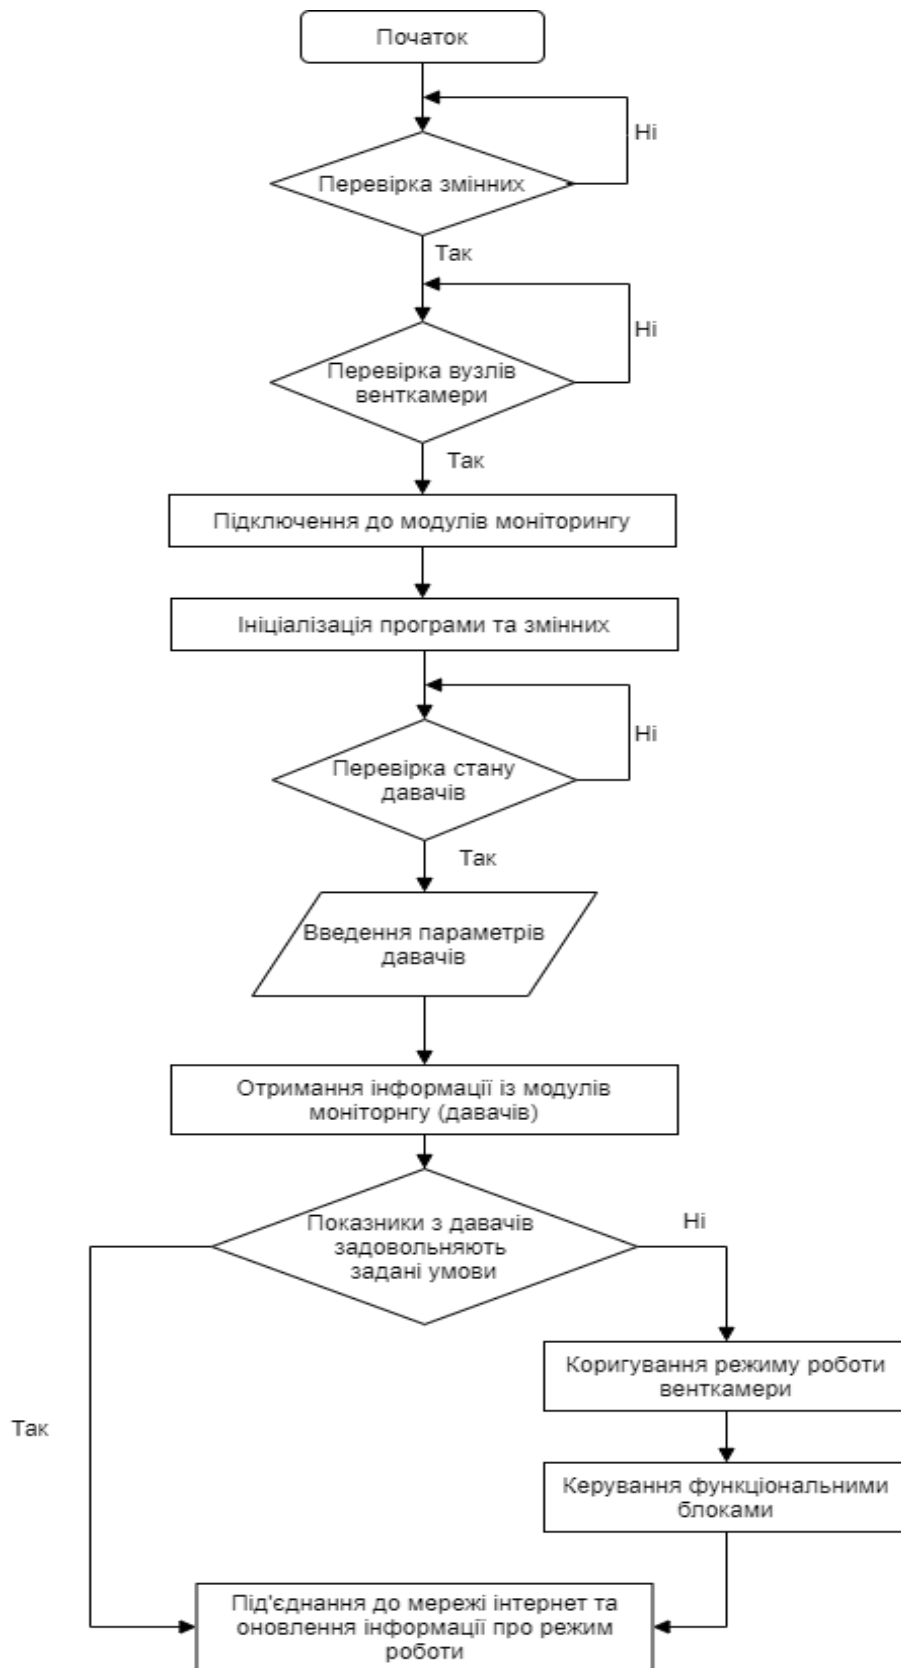 Початок
Ні
Перевірка змінних
Так
Ні
Перевірка вузлів
венткамери
Так
Підключення до модулів моніторингу
Ініціалізація програми та змінних
Ні
Перевірка стану
давачів
Так
Введення параметрів
давачів
Отримання інформації із модулів
моніторнгу (давачів)
Показники з давачів
задовольняють
задані умови
Ні
Коригування режиму роботи
венткамери
Так
Керування функціональними
блоками
Під'єднання до мережі інтернет та
оновлення інформації про режим
роботи